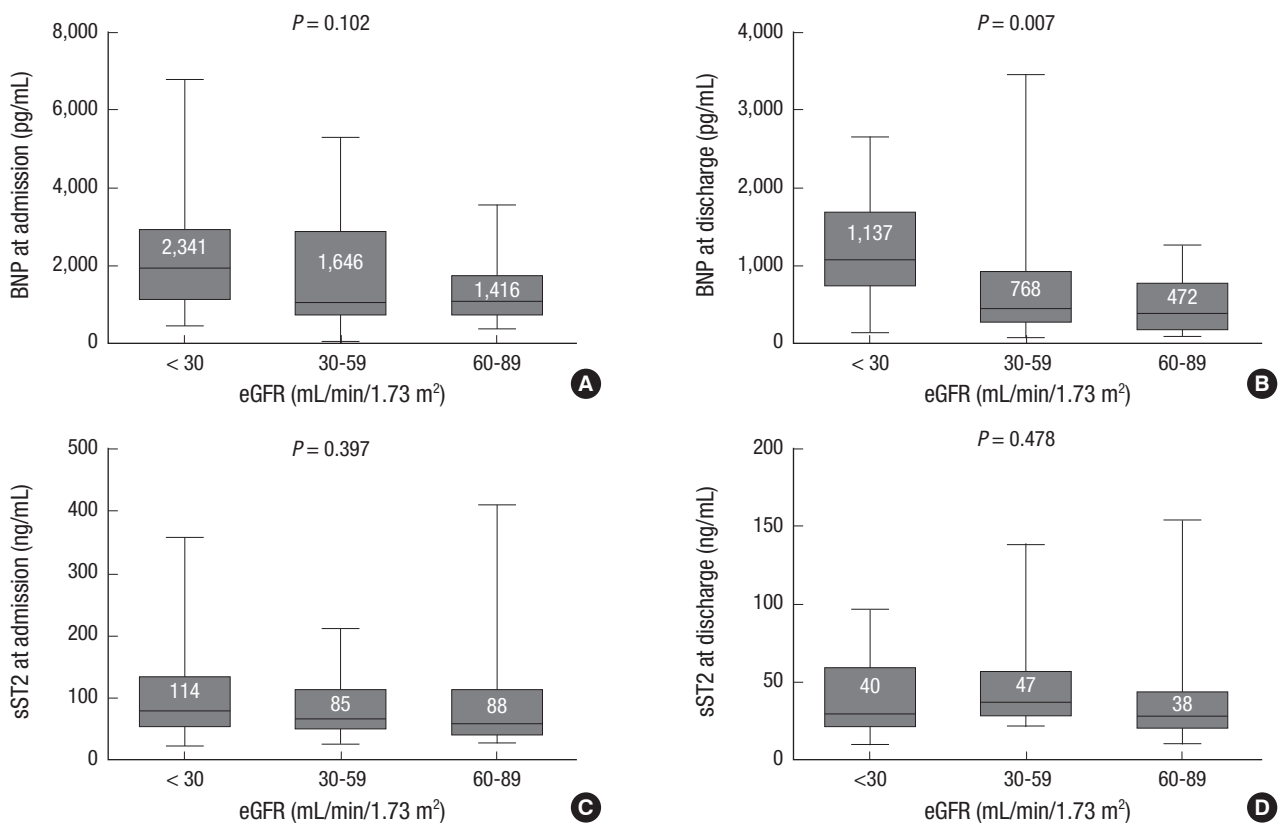 P = 0.102
8,000
6,000
4,000
2,000
0
BNP at admission (pg/mL)
2,341
1,646
1,416
< 30
30-59
60-89
eGFR (mL/min/1.73 m²)
A
P = 0.007
4,000
3,000
2,000
1,000
0
BNP at discharge (pg/mL)
1,137
768
472
< 30
30-59
60-89
eGFR (mL/min/1.73 m²)
B
P = 0.397
500
400
300
200
100
0
sST2 at admission (ng/mL)
114
85
88
< 30
30-59
60-89
eGFR (mL/min/1.73 m²)
C
P = 0.478
200
150
100
50
0
sST2 at discharge (ng/mL)
40
47
38
<30
30-59
60-89
eGFR (mL/min/1.73 m²)
D